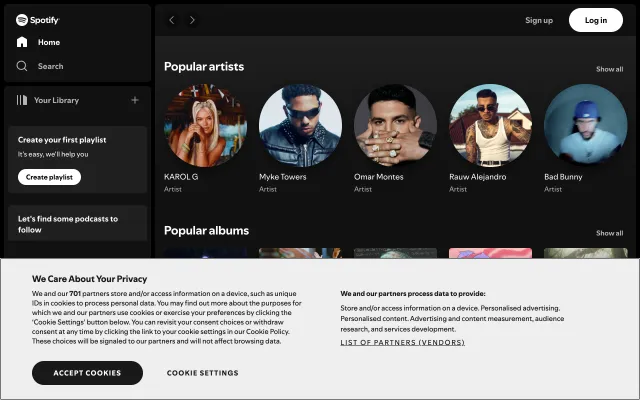 Spotify
Home
Search
Your Library
Create your first playlist
It's easy, we'll help you
Create playlist
Let's find some podcasts to
follow
Sign up
Log in
Popular artists
Show all
KAROL G
Artist
Myke Towers
Artist
Omar Montes
Artist
Rauw Alejandro
Artist
Bad Bunny
Artist
Popular albums
Show all
We Care About Your Privacy
We and our 701 partners store and/or access information on a device, such as unique
IDs in cookies to process personal data. You may find out more about the purposes for
which we and our partners use cookies or exercise your preferences by clicking the
'Cookie Settings' button below. You can revisit your consent choices or withdraw
consent at any time by clicking the link to your cookie settings in our Cookie Policy.
These choices will be signaled to our partners and will not affect browsing data.
We and our partners process data to provide:
Store and/or access information on a device. Personalised advertising.
Personalised content. Advertising and content measurement, audience
research, and services development.
LIST OF PARTNERS (VENDORS)
ACCEPT COOKIES
COOKIE SETTINGS